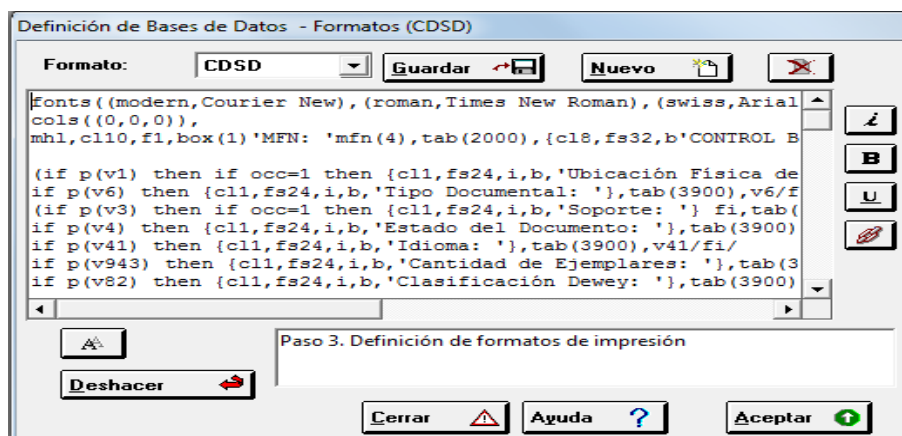 Definición de Bases de Datos - Formatos (CDSD)
Formato: CDSD Guardar Nuevo
fonts((modern,Courier New),(roman,Times New Roman),(swiss,Arial
cols((0,0,0)),
mhl,cl10,f1,box(1)'MFN: 'mfn(4),tab(2000),{cl8,fs32,b'CONTROL B
(if p(v1) then if occ=1 then {cl1,fs24,i,b,'Ubicación Física de
if p(v6) then {cl1,fs24,i,b,'Tipo Documental: '},tab(3900),v6/f
(if p(v3) then if occ=1 then {cl1,fs24,i,b,'Soporte: '} fi,tab(
if p(v4) then {cl1,fs24,i,b,'Estado del Documento: '},tab(3900)
if p(v41) then {cl1,fs24,i,b,'Idioma: '},tab(3900),v41/fi/
if p(v943) then {cl1,fs24,i,b,'Cantidad de Ejemplares: '},tab(3
if p(v82) then {cl1,fs24,i,b,'Clasificación Dewey: '},tab(3900)
i
B
U
A
Paso 3. Definición de formatos de impresión
Deshacer
Cerrar Ayuda ? Aceptar